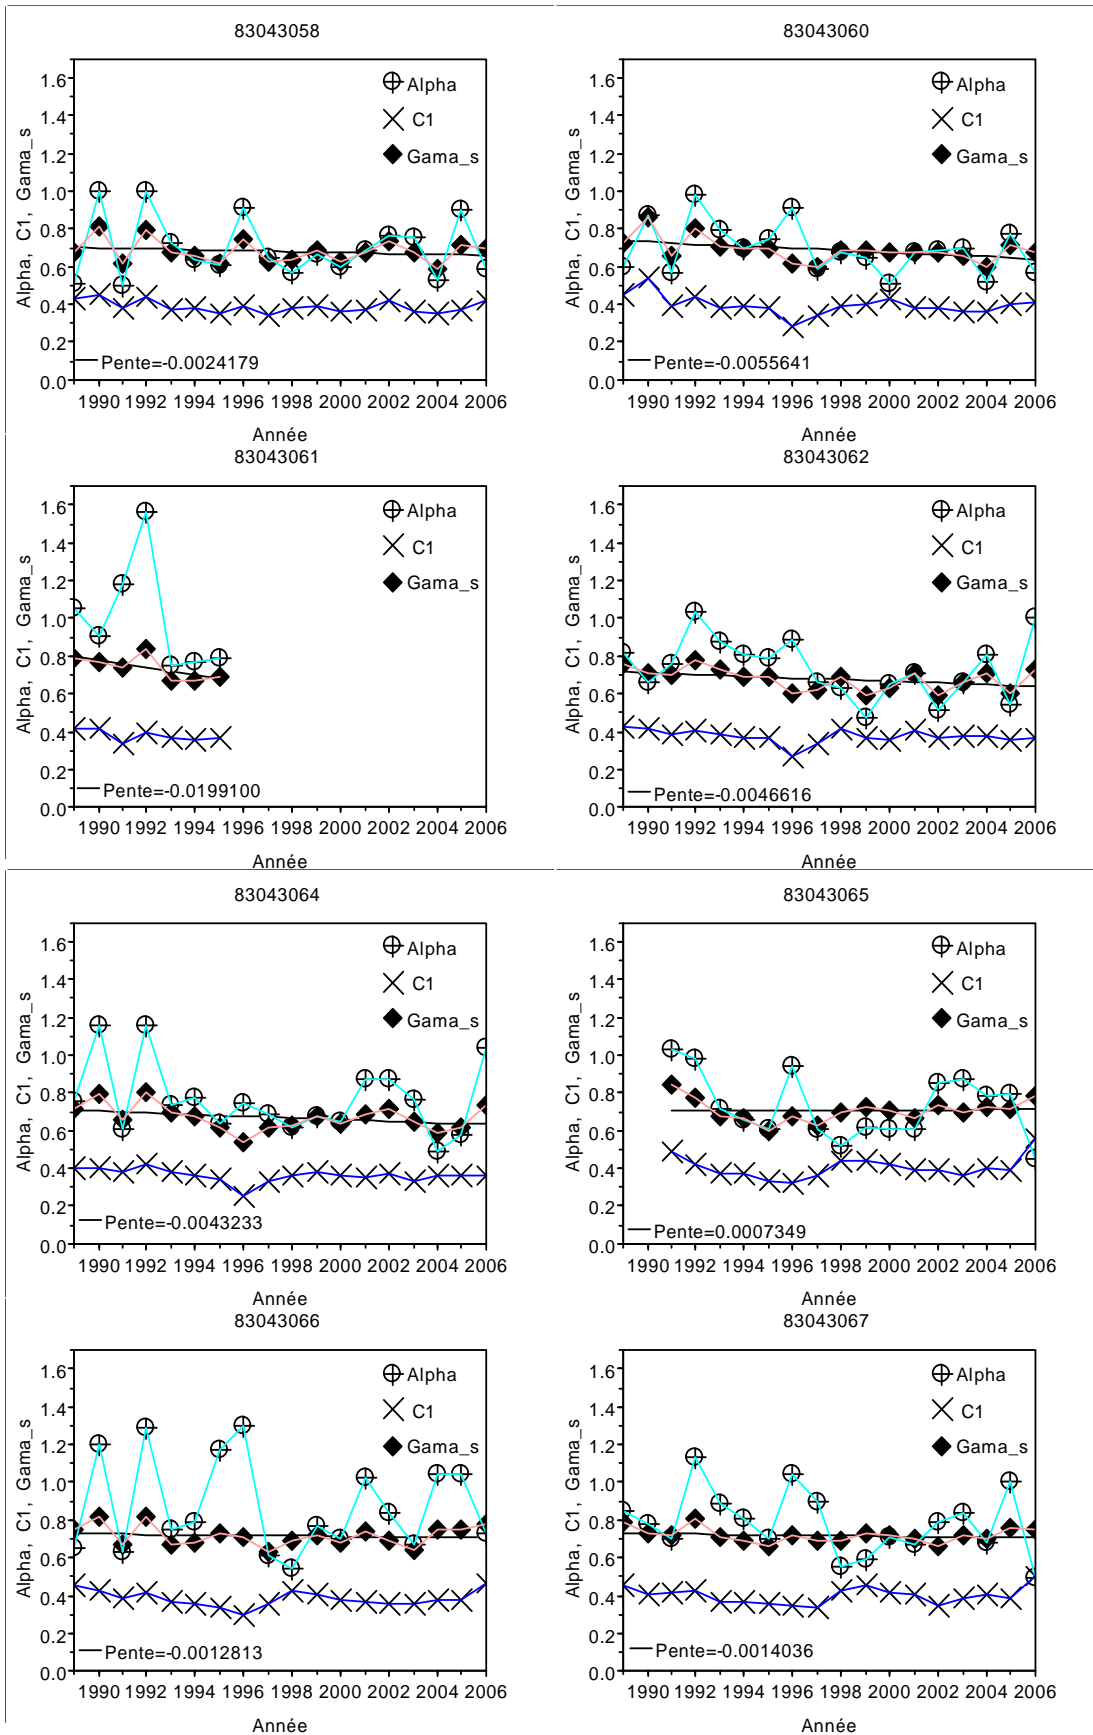 83043058
Alpha, C1, Gama_s
1.6
1.4
1.2
1.0
0.8
0.6
0.4
0.2
0.0
Alpha
C1
Gama_s
Pente=-0.0024179
1990 1992 1994 1996 1998 2000 2002 2004 2006
Année
83043060
Alpha, C1, Gama_s
1.6
1.4
1.2
1.0
0.8
0.6
0.4
0.2
0.0
Alpha
C1
Gama_s
Pente=-0.0055641
1990 1992 1994 1996 1998 2000 2002 2004 2006
Année
83043061
Alpha, C1, Gama_s
1.6
1.4
1.2
1.0
0.8
0.6
0.4
0.2
0.0
Alpha
C1
Gama_s
Pente=-0.0199100
1990 1992 1994 1996 1998 2000 2002 2004 2006
Année
83043062
Alpha, C1, Gama_s
1.6
1.4
1.2
1.0
0.8
0.6
0.4
0.2
0.0
Alpha
C1
Gama_s
Pente=-0.0046616
1990 1992 1994 1996 1998 2000 2002 2004 2006
Année
83043064
Alpha, C1, Gama_s
1.6
1.4
1.2
1.0
0.8
0.6
0.4
0.2
0.0
Alpha
C1
Gama_s
Pente=-0.0043233
1990 1992 1994 1996 1998 2000 2002 2004 2006
Année
83043065
Alpha, C1, Gama_s
1.6
1.4
1.2
1.0
0.8
0.6
0.4
0.2
0.0
Alpha
C1
Gama_s
Pente=0.0007349
1990 1992 1994 1996 1998 2000 2002 2004 2006
Année
83043066
Alpha, C1, Gama_s
1.6
1.4
1.2
1.0
0.8
0.6
0.4
0.2
0.0
Alpha
C1
Gama_s
Pente=-0.0012813
1990 1992 1994 1996 1998 2000 2002 2004 2006
Année
83043067
Alpha, C1, Gama_s
1.6
1.4
1.2
1.0
0.8
0.6
0.4
0.2
0.0
Alpha
C1
Gama_s
Pente=-0.0014036
1990 1992 1994 1996 1998 2000 2002 2004 2006
Année